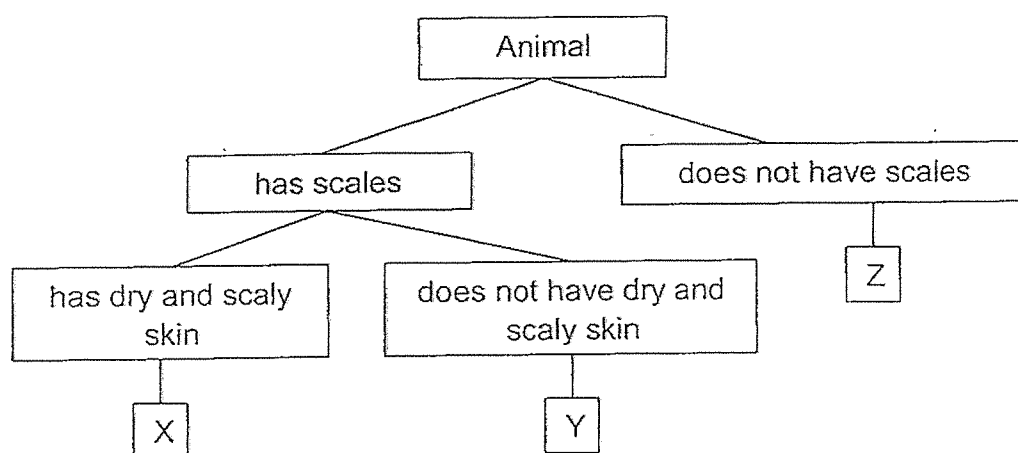 Animal
has scales
does not have scales
has dry and scaly
skin
does not have dry and
scaly skin
Z
X
Y